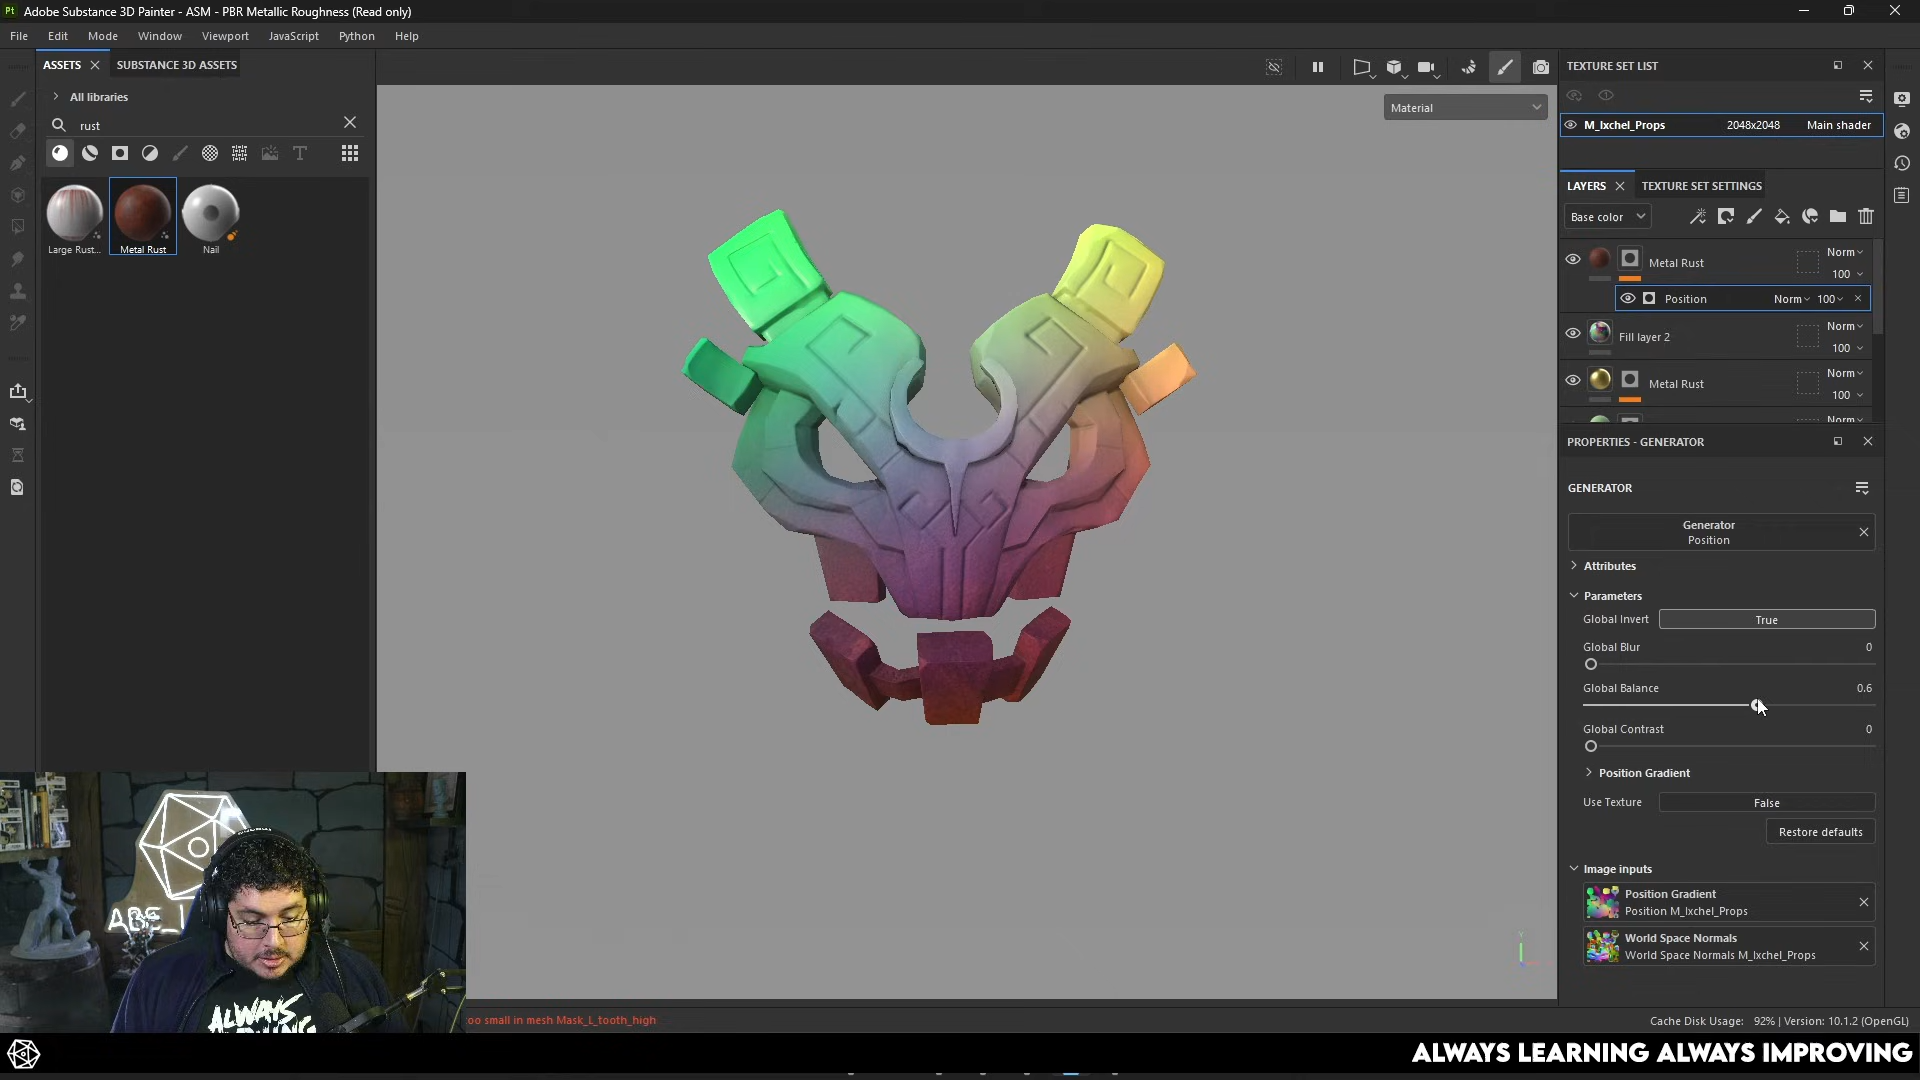 Pt Adobe Substance 3D Painter - ASM - PBR Metallic Roughness (Read only)
File Edit Mode Window Viewport JavaScript Python Help
ASSETS
SUBSTANCE 3D ASSETS
All libraries
rust
Large Rust...
Metal Rust
Nail
Material
TEXTURE SET LIST
M_Ixchel_Props 2048x2048 Main shader
LAYERS
TEXTURE SET SETTINGS
Base color
Metal Rust
Norm
100
Position Norm 100
Fill layer 2
Norm
100
Metal Rust
Norm
100
Norm
PROPERTIES - GENERATOR
GENERATOR
Generator
Position
Attributes
Parameters
Global Invert True
Global Blur 0
Global Balance 0.6
Global Contrast 0
Position Gradient
Use Texture False
Restore defaults
Image inputs
Position Gradient
Position M_Ixchel_Props
World Space Normals
World Space Normals M_Ixchel_Props
Y
ABE_L
ALWAYS
too small in mesh Mask_L_tooth_high
Cache Disk Usage: 92% | Version: 10.1.2 (OpenGL)
ALWAYS LEARNING ALWAYS IMPROVING